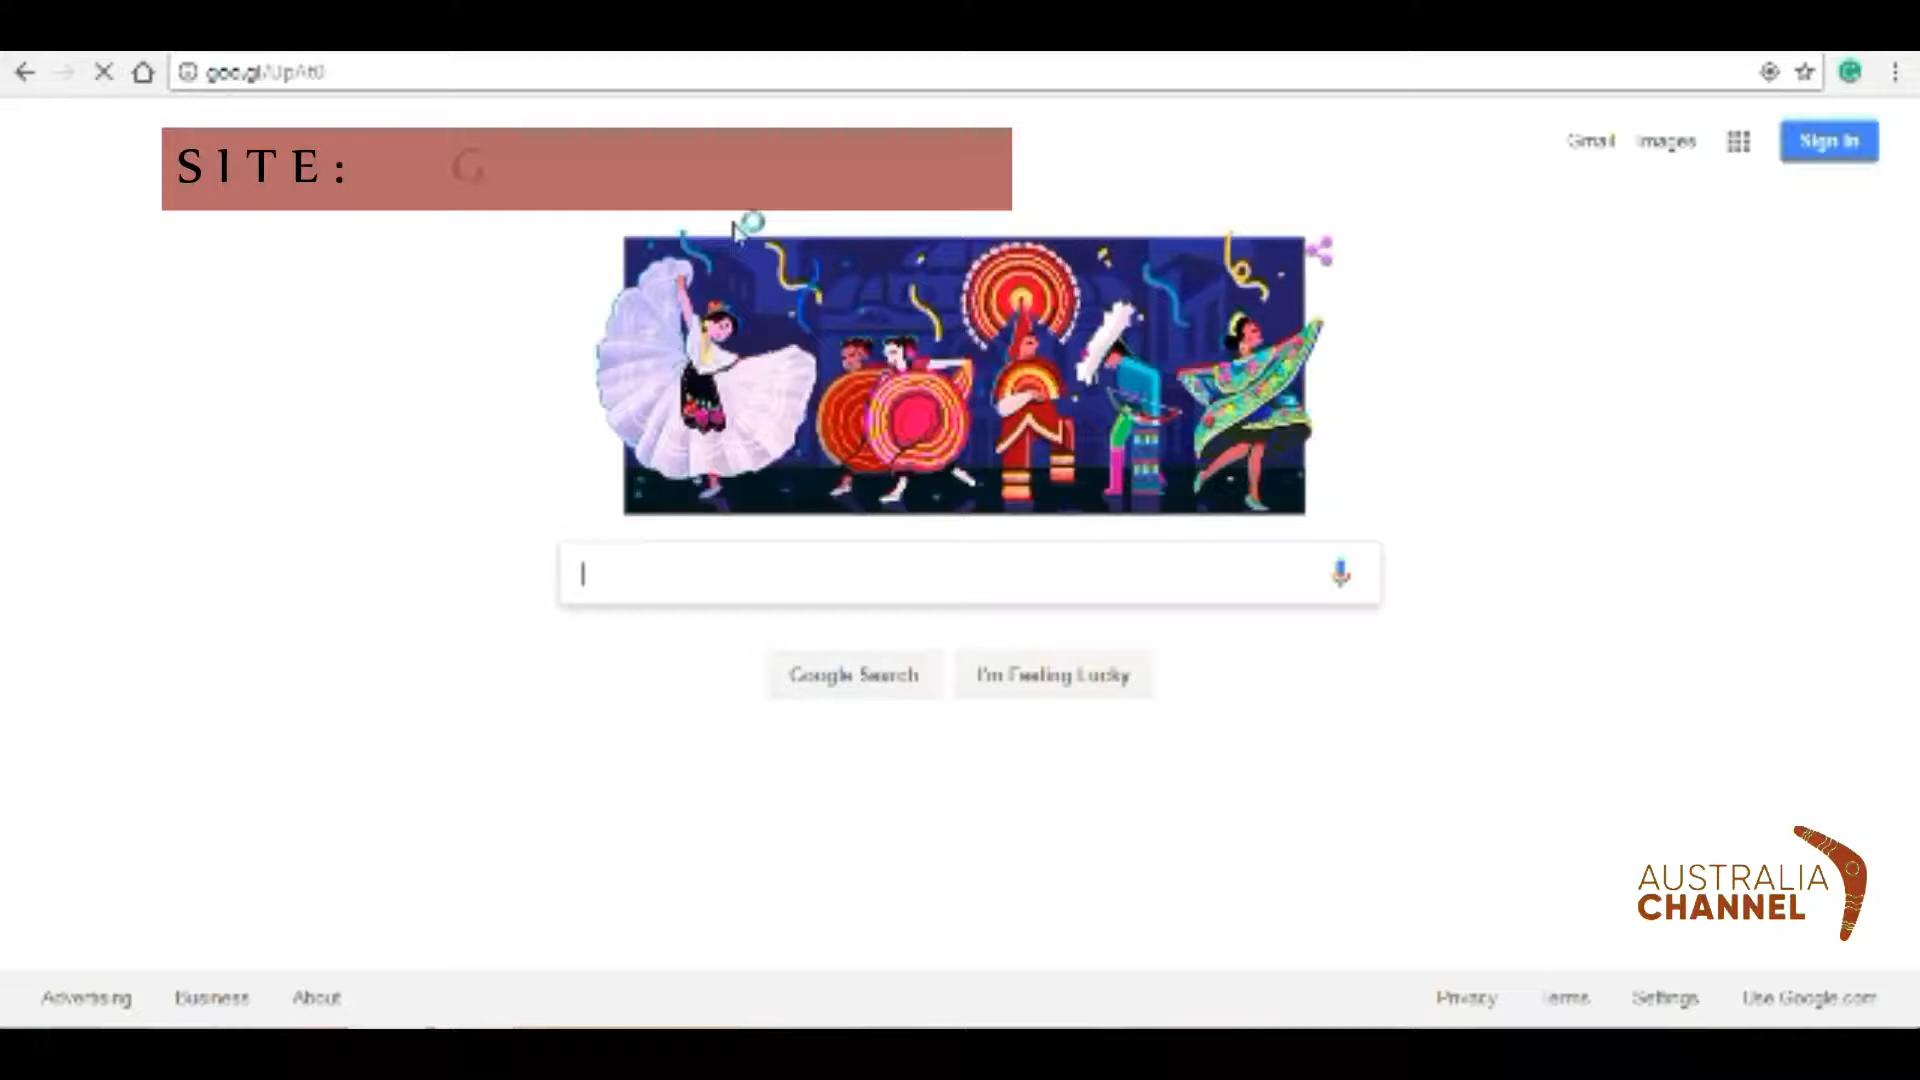 SITE: G
Gmail Images Sign in
Google Search I'm Feeling Lucky
AUSTRALIA
CHANNEL
Advertising Business About Privacy Terms Settings Use Google.com